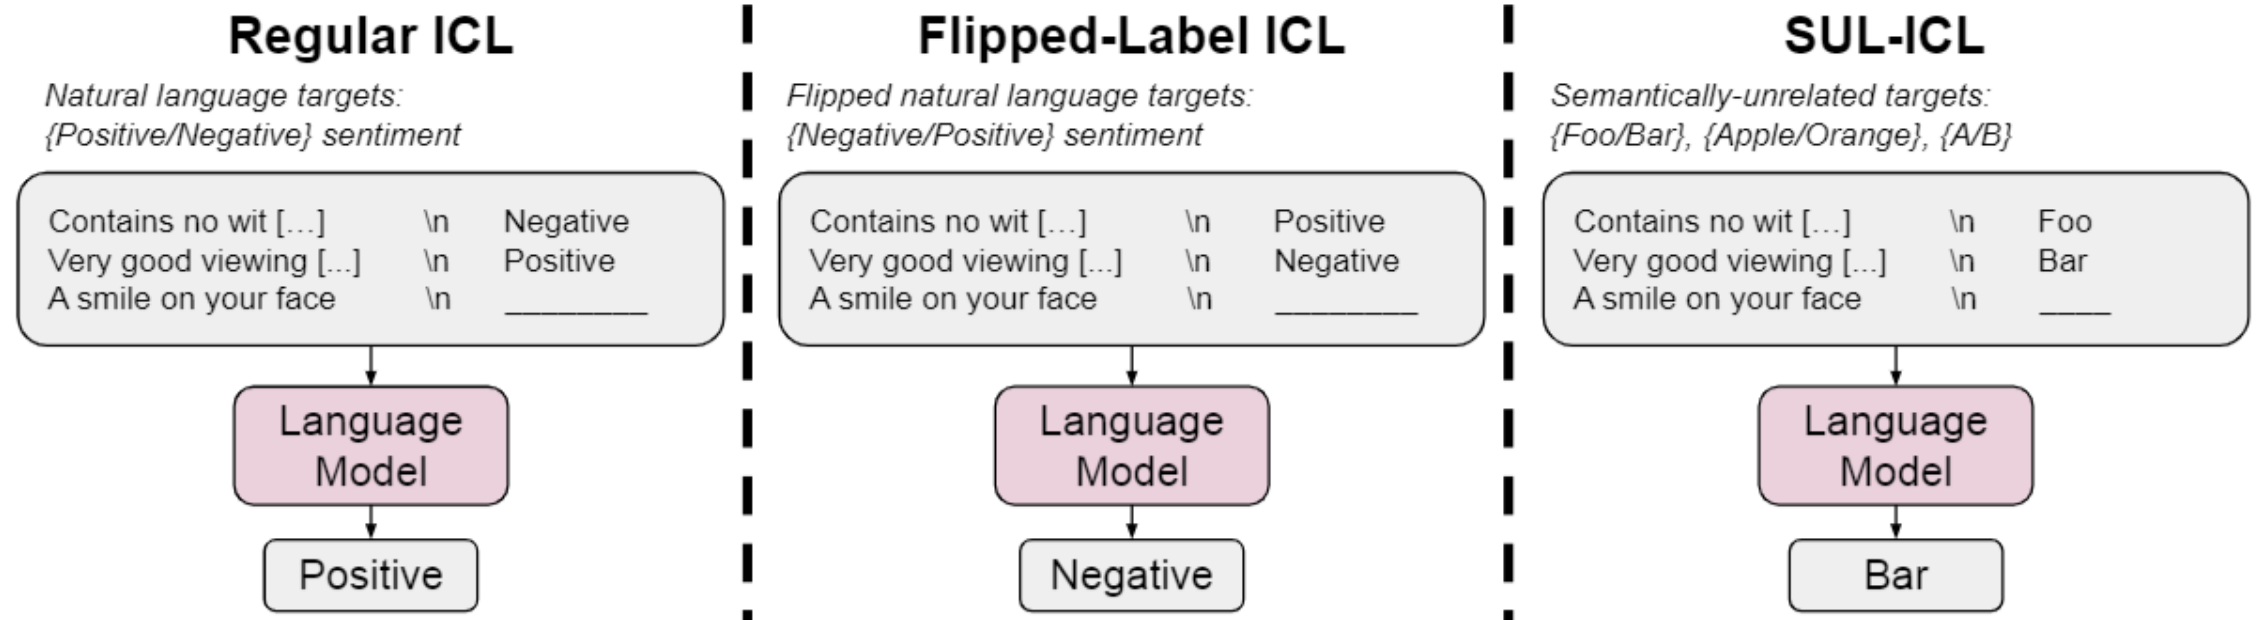 Regular ICL
Natural language targets:
{Positive/Negative} sentiment
Contains no wit […] \n Negative
Very good viewing [...] \n Positive
A smile on your face \n ________
Language
Model
Positive
Flipped-Label ICL
Flipped natural language targets:
{Negative/Positive} sentiment
Contains no wit […] \n Positive
Very good viewing [...] \n Negative
A smile on your face \n ________
Language
Model
Negative
SUL-ICL
Semantically-unrelated targets:
{Foo/Bar}, {Apple/Orange}, {A/B}
Contains no wit […] \n Foo
Very good viewing [...] \n Bar
A smile on your face \n ____
Language
Model
Bar